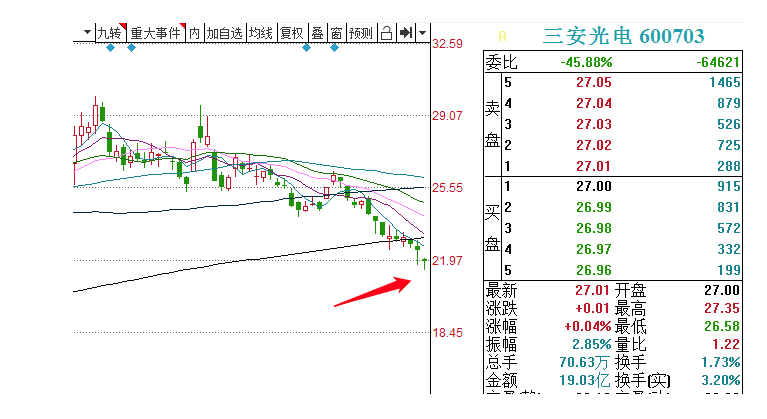 九转 重大事件 内 加自选 均线 复权 叠 窗 预测
32.59
29.07
25.55
21.97
18.45
R 三安光电 600703
委比 -45.88% -64621
卖盘
5 27.05 1465
4 27.04 879
3 27.03 526
2 27.02 725
1 27.01 288
买盘
1 27.00 915
2 26.99 831
3 26.98 572
4 26.97 332
5 26.96 199
最新 27.01 开盘 27.00
涨跌 +0.01 最高 27.35
涨幅 +0.04% 最低 26.58
振幅 2.85% 量比 1.22
总手 70.63万 换手 1.73%
金额 19.03亿 换手(实) 3.20%